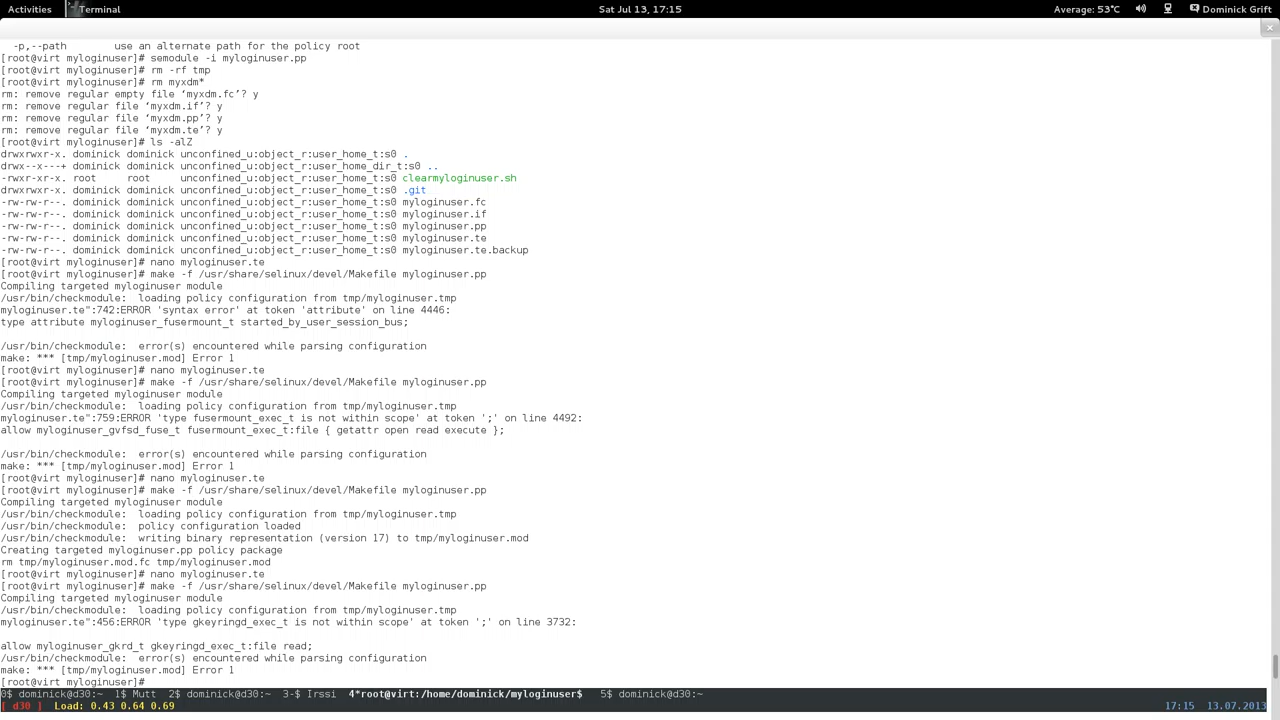 Activities Terminal Sat Jul 13, 17:15 Average: 53°C Dominick Grift
  -p,--path        use an alternate path for the policy root
[root@virt myloginuser]# semodule -i myloginuser.pp
[root@virt myloginuser]# rm -rf tmp
[root@virt myloginuser]# rm myxdm*
rm: remove regular empty file ‘myxdm.fc’? y
rm: remove regular file ‘myxdm.if’? y
rm: remove regular file ‘myxdm.pp’? y
rm: remove regular file ‘myxdm.te’? y
[root@virt myloginuser]# ls -alZ
drwxrwxr-x. dominick dominick unconfined_u:object_r:user_home_t:s0 .
drwx--x---+ dominick dominick unconfined_u:object_r:user_home_dir_t:s0 ..
-rwxr-xr-x. root     root     unconfined_u:object_r:user_home_t:s0 clearmyloginuser.sh
drwxrwxr-x. dominick dominick unconfined_u:object_r:user_home_t:s0 .git
-rw-rw-r--. dominick dominick unconfined_u:object_r:user_home_t:s0 myloginuser.fc
-rw-rw-r--. dominick dominick unconfined_u:object_r:user_home_t:s0 myloginuser.if
-rw-rw-r--. dominick dominick unconfined_u:object_r:user_home_t:s0 myloginuser.pp
-rw-rw-r--. dominick dominick unconfined_u:object_r:user_home_t:s0 myloginuser.te
-rw-rw-r--. dominick dominick unconfined_u:object_r:user_home_t:s0 myloginuser.te.backup
[root@virt myloginuser]# nano myloginuser.te
[root@virt myloginuser]# make -f /usr/share/selinux/devel/Makefile myloginuser.pp
Compiling targeted myloginuser module
/usr/bin/checkmodule:  loading policy configuration from tmp/myloginuser.tmp
myloginuser.te":742:ERROR 'syntax error' at token 'attribute' on line 4446:
type attribute myloginuser_fusermount_t started_by_user_session_bus;
/usr/bin/checkmodule:  error(s) encountered while parsing configuration
make: *** [tmp/myloginuser.mod] Error 1
[root@virt myloginuser]# nano myloginuser.te
[root@virt myloginuser]# make -f /usr/share/selinux/devel/Makefile myloginuser.pp
Compiling targeted myloginuser module
/usr/bin/checkmodule:  loading policy configuration from tmp/myloginuser.tmp
myloginuser.te":759:ERROR 'type fusermount_exec_t is not within scope' at token ';' on line 4492:
allow myloginuser_gvfsd_fuse_t fusermount_exec_t:file { getattr open read execute };
/usr/bin/checkmodule:  error(s) encountered while parsing configuration
make: *** [tmp/myloginuser.mod] Error 1
[root@virt myloginuser]# nano myloginuser.te
[root@virt myloginuser]# make -f /usr/share/selinux/devel/Makefile myloginuser.pp
Compiling targeted myloginuser module
/usr/bin/checkmodule:  loading policy configuration from tmp/myloginuser.tmp
/usr/bin/checkmodule:  policy configuration loaded
/usr/bin/checkmodule:  writing binary representation (version 17) to tmp/myloginuser.mod
Creating targeted myloginuser.pp policy package
rm tmp/myloginuser.mod.fc tmp/myloginuser.mod
[root@virt myloginuser]# nano myloginuser.te
[root@virt myloginuser]# make -f /usr/share/selinux/devel/Makefile myloginuser.pp
Compiling targeted myloginuser module
/usr/bin/checkmodule:  loading policy configuration from tmp/myloginuser.tmp
myloginuser.te":456:ERROR 'type gkeyringd_exec_t is not within scope' at token ';' on line 3732:
allow myloginuser_gkrd_t gkeyringd_exec_t:file read;
/usr/bin/checkmodule:  error(s) encountered while parsing configuration
make: *** [tmp/myloginuser.mod] Error 1
[root@virt myloginuser]#
0$ dominick@d30:~  1$ Mutt  2$ dominick@d30:~  3-$ Irssi  4*root@virt:/home/dominick/myloginuser$   5$ dominick@d30:~
[ d30 ]  Load: 0.43 0.64 0.69 17:15  13.07.2013